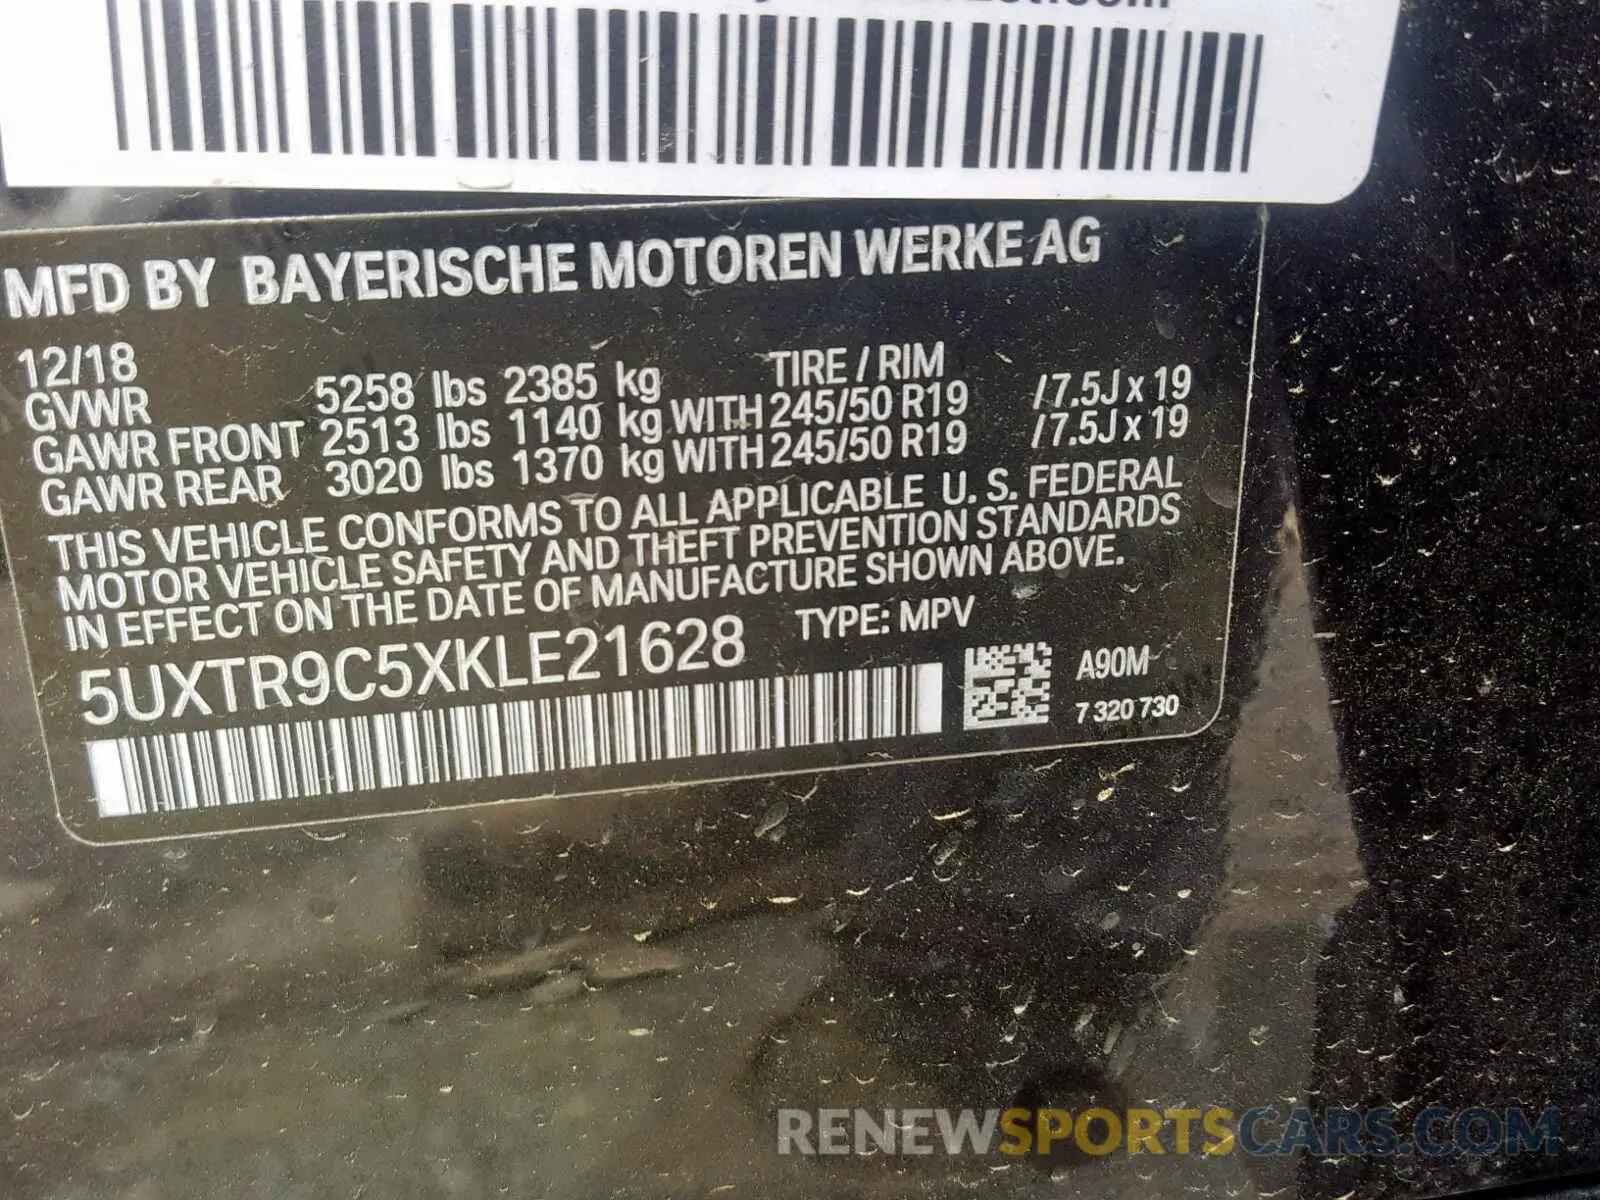 MFD BY BAYERISCHE MOTOREN WERKE AG
12/18 TIRE / RIM
GVWR 5258 lbs 2385 kg
GAWR FRONT 2513 lbs 1140 kg WITH 245/50 R19 / 7.5J x 19
GAWR REAR 3020 lbs 1370 kg WITH 245/50 R19 / 7.5J x 19
THIS VEHICLE CONFORMS TO ALL APPLICABLE U. S. FEDERAL
MOTOR VEHICLE SAFETY AND THEFT PREVENTION STANDARDS
IN EFFECT ON THE DATE OF MANUFACTURE SHOWN ABOVE.
5UXTR9C5XKLE21628 TYPE: MPV
A90M
7 320 730
RENEWSPORTSCARS.COM